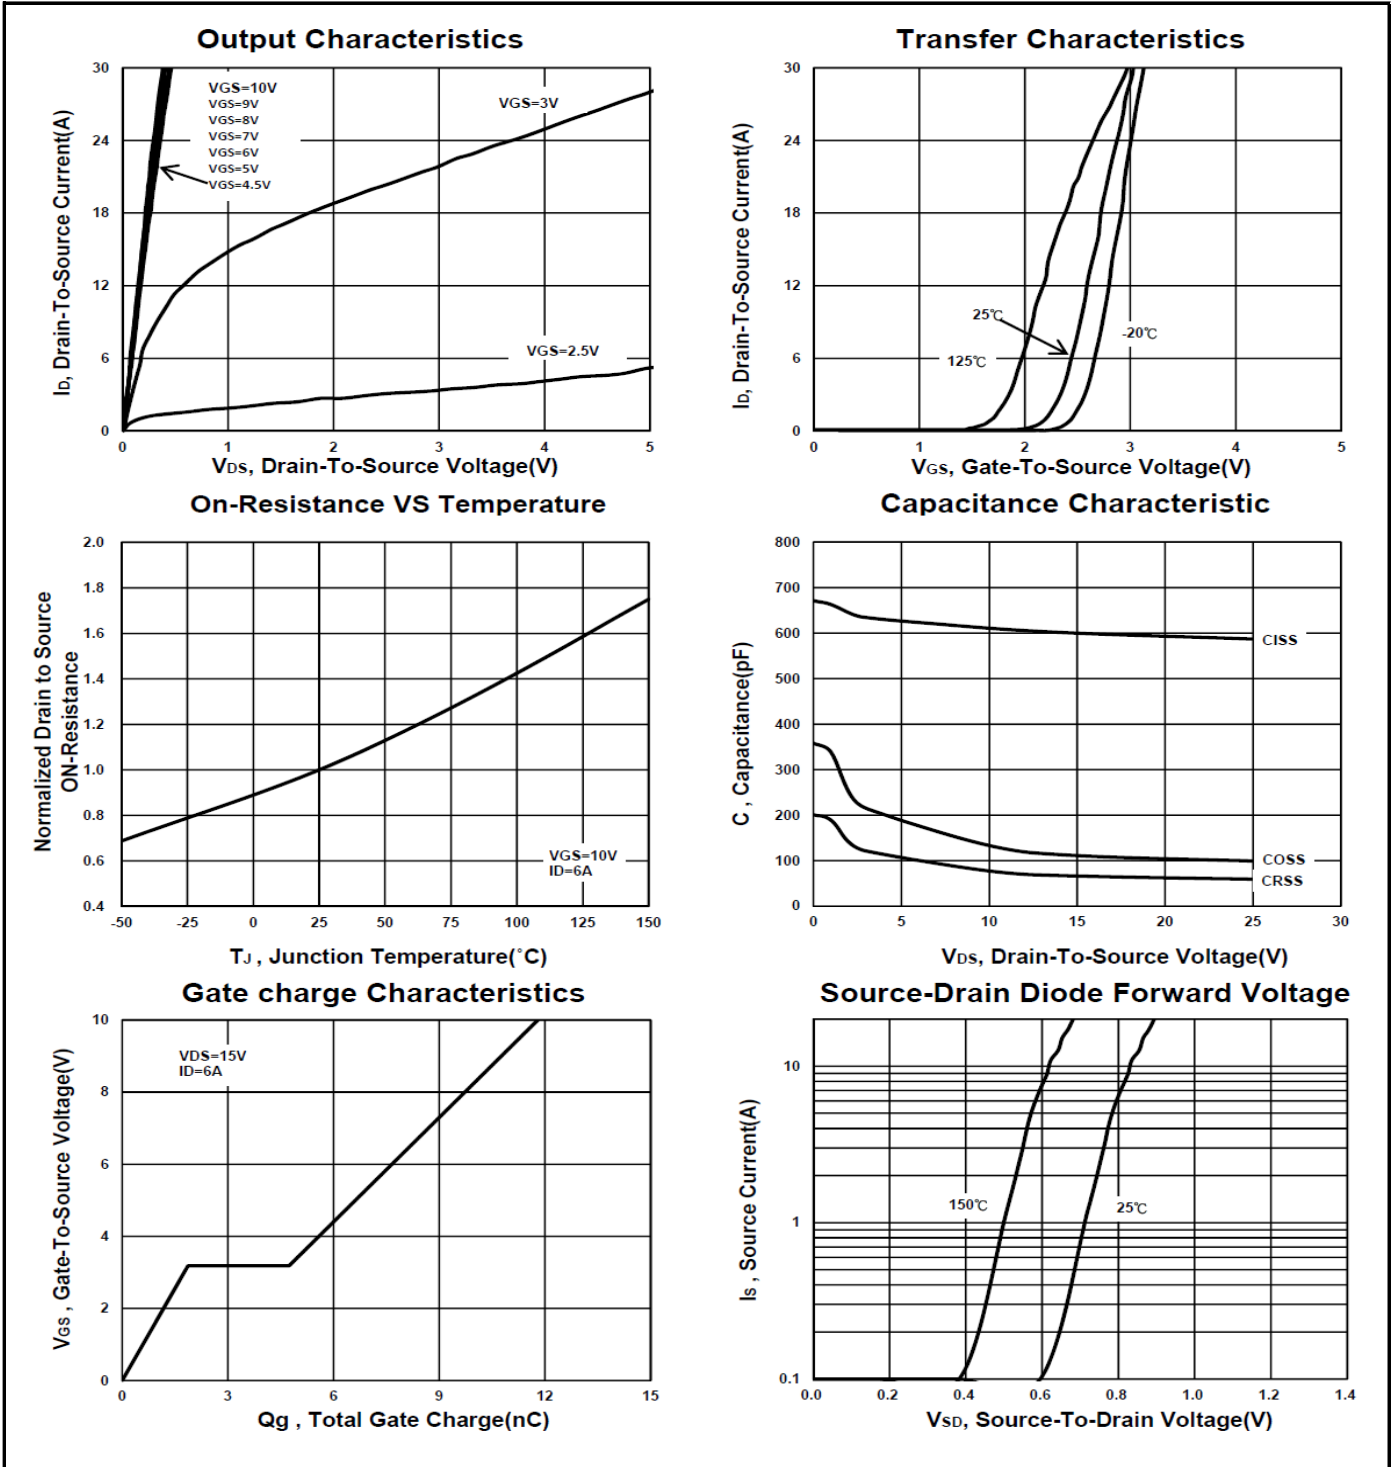 Output Characteristics
30
24
18
12
6
0
0
1
2
3
4
5
ID, Drain-To-Source Current(A)
VGS=10V
VGS=9V
VGS=8V
VGS=7V
VGS=6V
VGS=5V
VGS=4.5V
VGS=3V
VGS=2.5V
VDS, Drain-To-Source Voltage(V)
Transfer Characteristics
30
24
18
12
6
0
0
1
2
3
4
5
ID, Drain-To-Source Current(A)
25℃
125℃
-20℃
VGS, Gate-To-Source Voltage(V)
On-Resistance VS Temperature
2.0
1.8
1.6
1.4
1.2
1.0
0.8
0.6
0.4
-50
-25
0
25
50
75
100
125
150
Normalized Drain to Source
ON-Resistance
VGS=10V
ID=6A
TJ , Junction Temperature(˚C)
Capacitance Characteristic
800
700
600
500
400
300
200
100
0
0
5
10
15
20
25
30
C , Capacitance(pF)
CISS
COSS
CRSS
VDS, Drain-To-Source Voltage(V)
Gate charge Characteristics
10
8
6
4
2
0
0
3
6
9
12
15
VGS , Gate-To-Source Voltage(V)
VDS=15V
ID=6A
Qg , Total Gate Charge(nC)
Source-Drain Diode Forward Voltage
10
1
0.1
0.0
0.2
0.4
0.6
0.8
1.0
1.2
1.4
IS , Source Current(A)
150℃
25℃
VSD, Source-To-Drain Voltage(V)